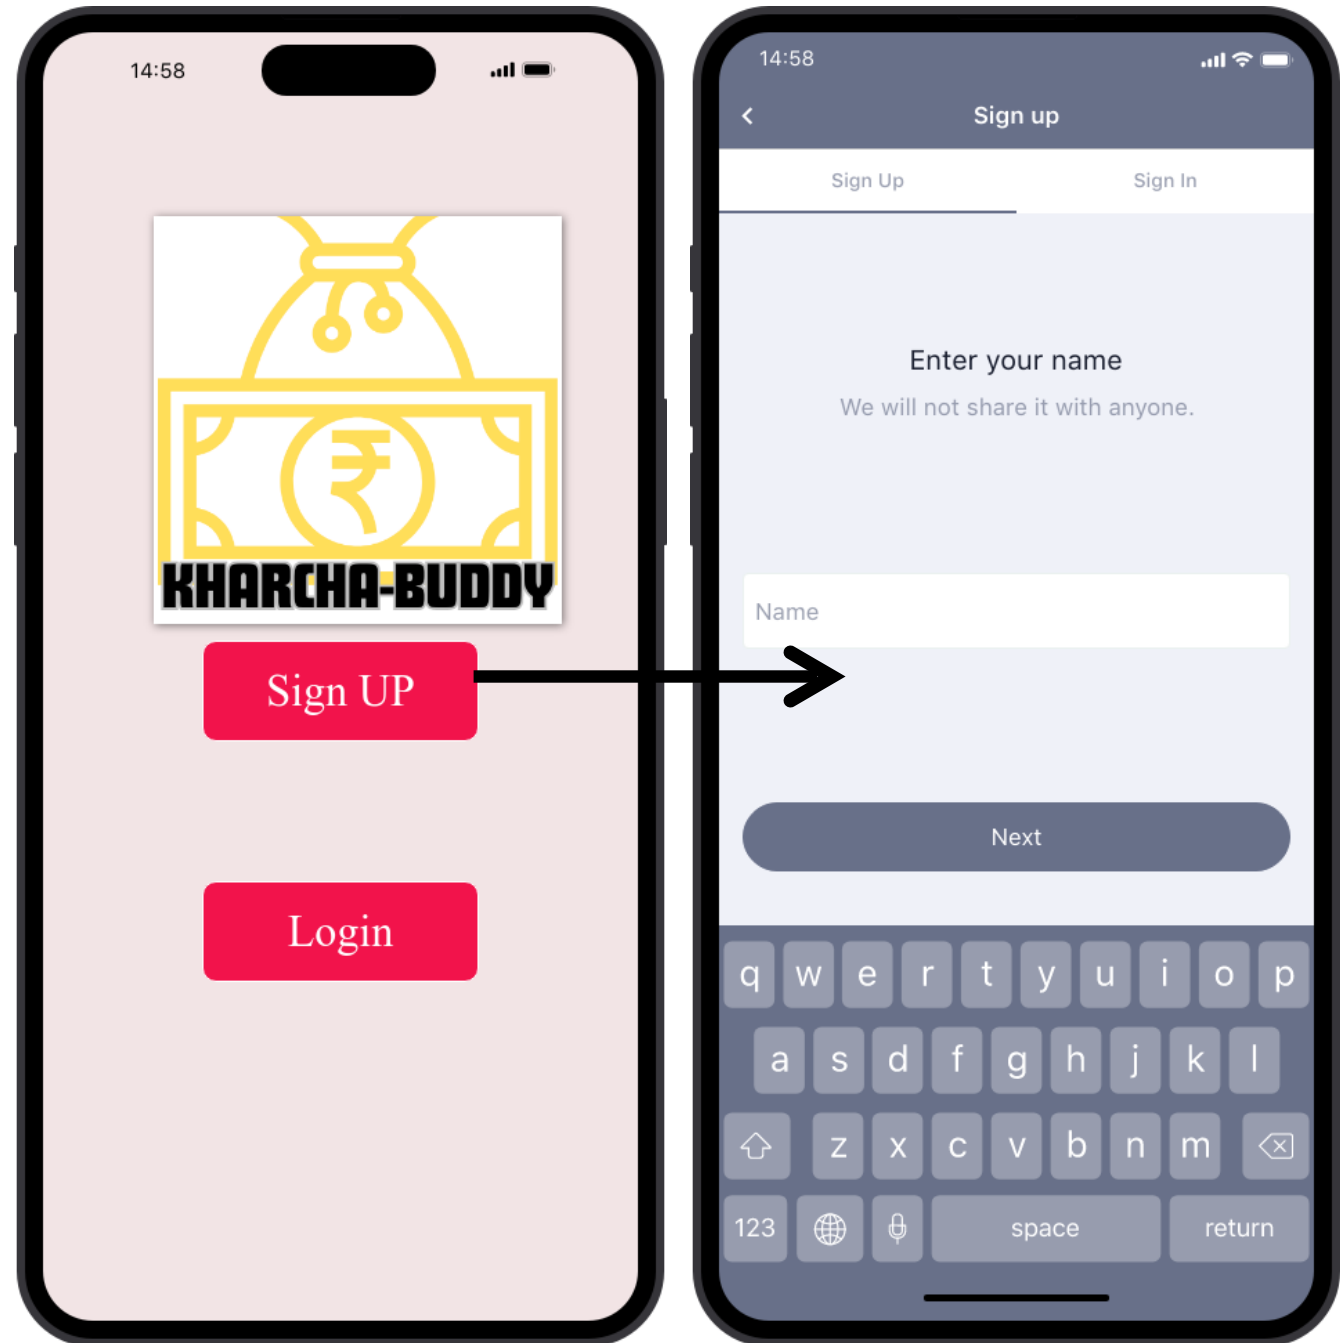 14:58
₹
KHARCHA-BUDDY
Sign UP
Login
14:58
Sign up
Sign Up Sign In
Enter your name
We will not share it with anyone.
Name
Next
q w e r t y u i o p
a s d f g h j k l
z x c v b n m
123 space return